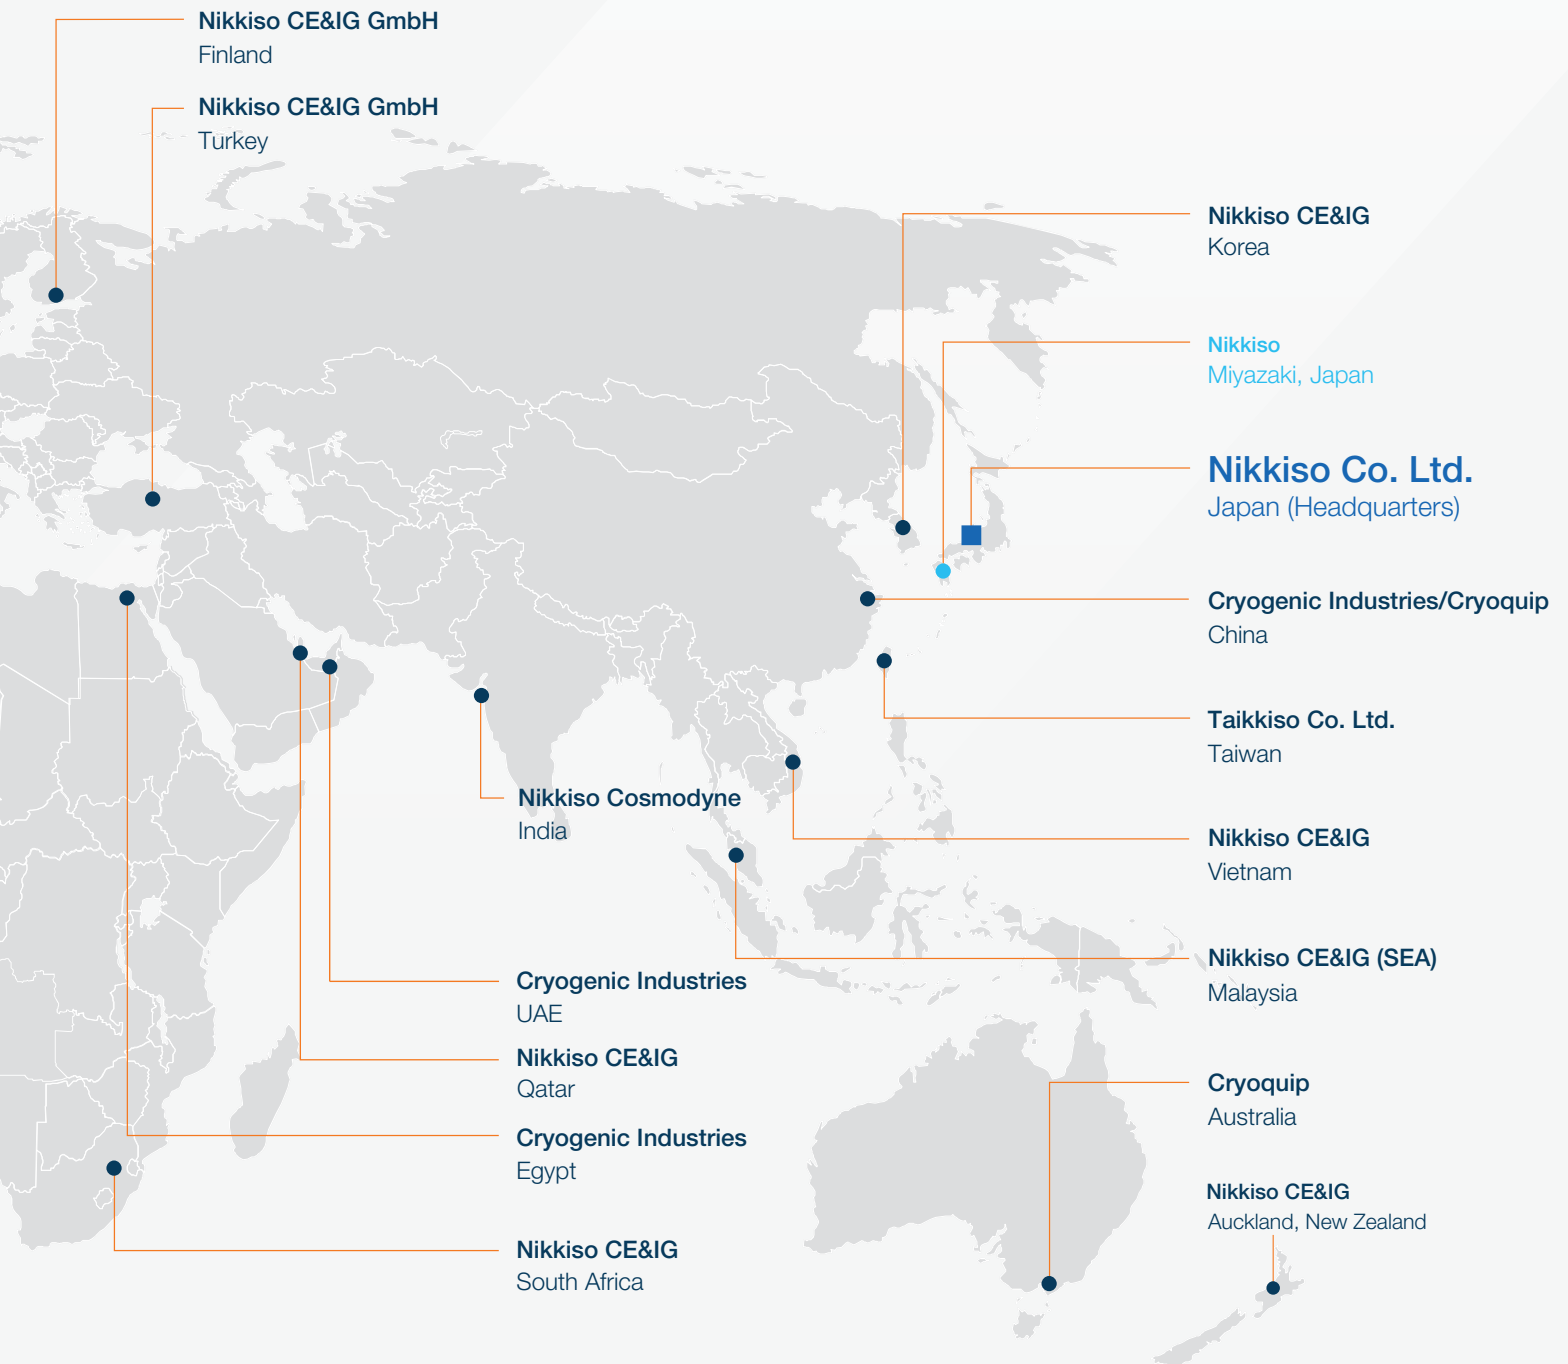 Nikkiso CE&IG GmbH
Finland
Nikkiso CE&IG GmbH
Turkey
Nikkiso CE&IG
Korea
Nikkiso
Miyazaki, Japan
Nikkiso Co. Ltd.
Japan (Headquarters)
Cryogenic Industries/Cryoquip
China
Taikkiso Co. Ltd.
Taiwan
Nikkiso Cosmodyne
India
Nikkiso CE&IG
Vietnam
Nikkiso CE&IG (SEA)
Malaysia
Cryogenic Industries
UAE
Nikkiso CE&IG
Qatar
Cryogenic Industries
Egypt
Nikkiso CE&IG
South Africa
Cryoquip
Australia
Nikkiso CE&IG
Auckland, New Zealand